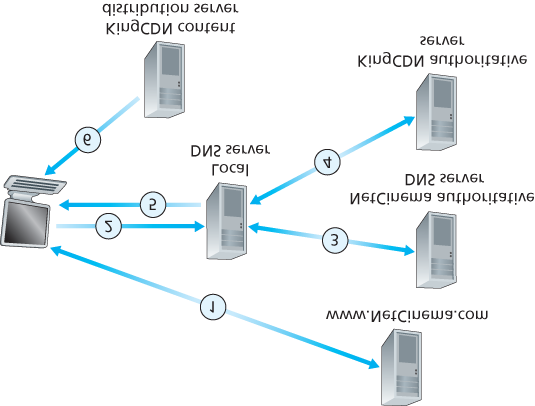 www.NetCinema.com
1
3
2
5
NetCinema authoritative
DNS server
Local
DNS server
4
6
KingCDN authoritative
server
KingCDN content
distribution server